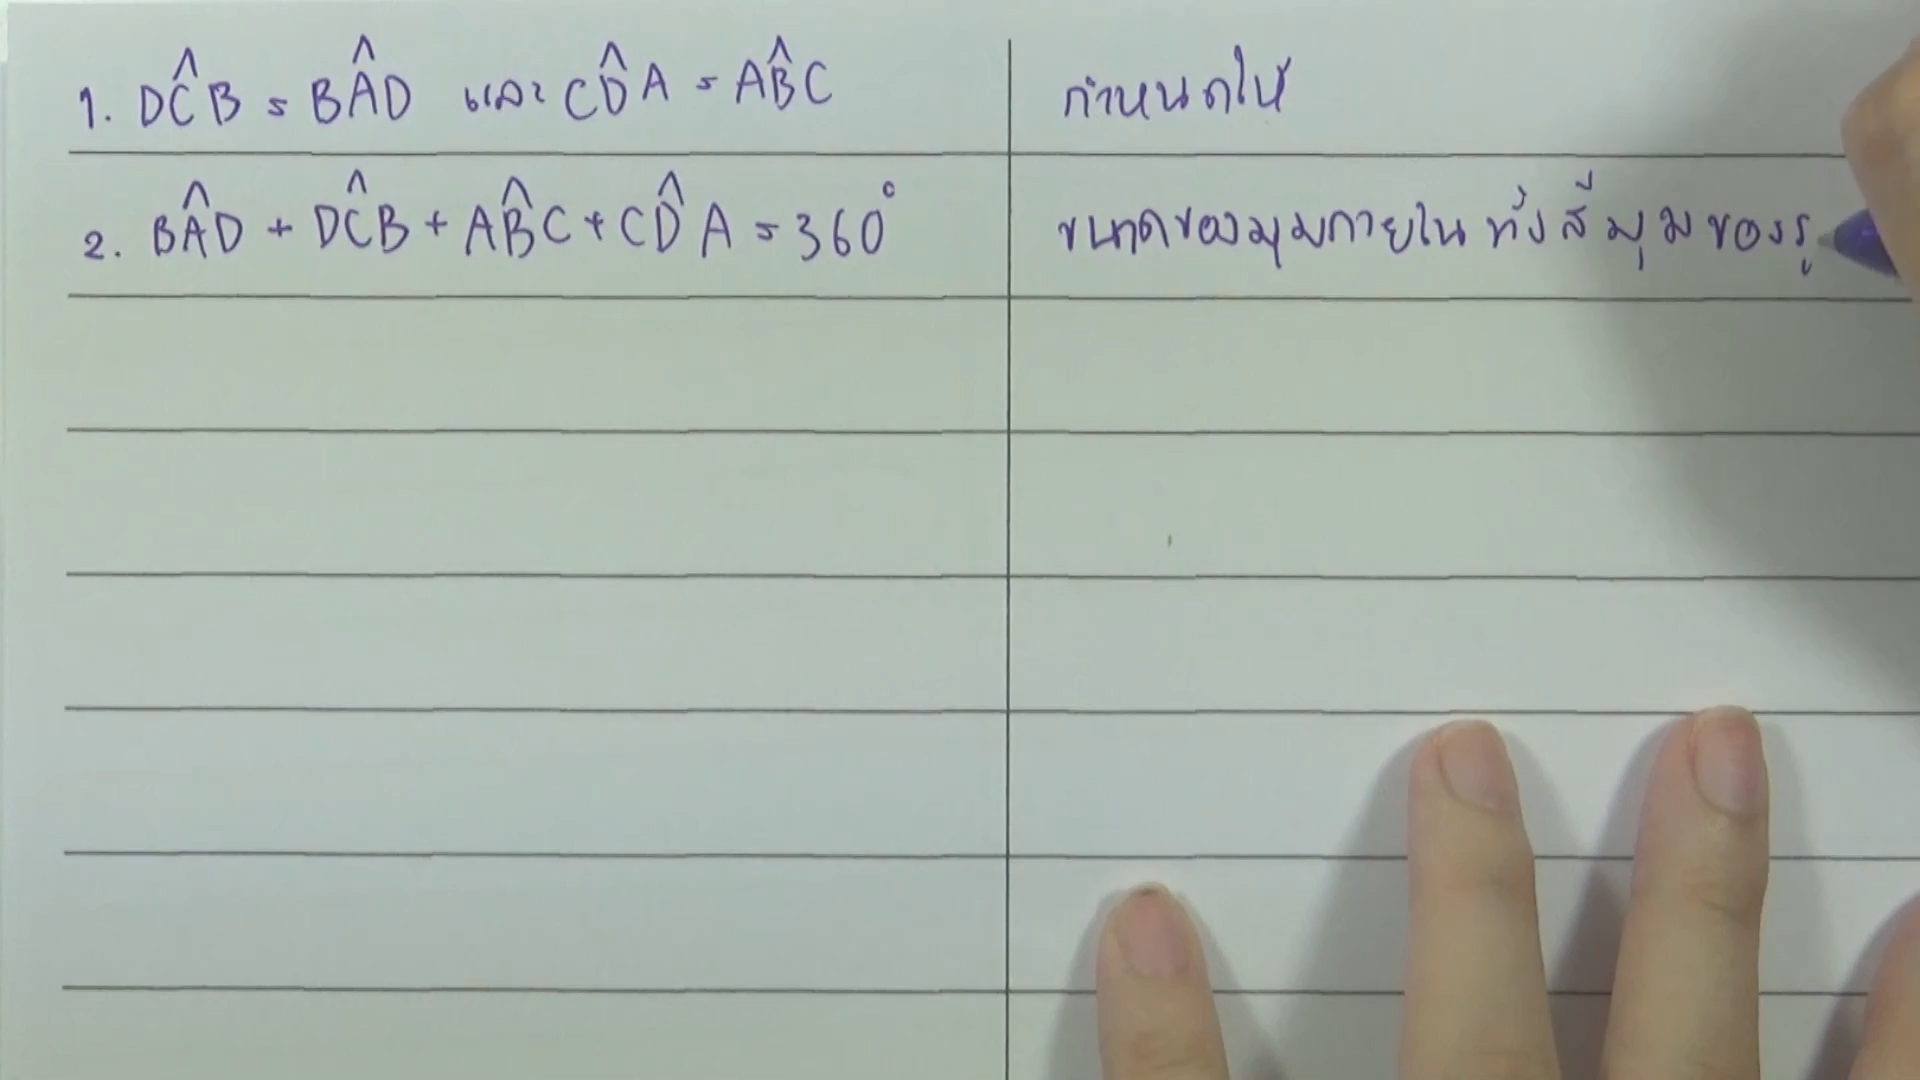 1. DĈB = BÂD และ CD̂A = AB̂C กำหนดให้
2. BÂD + DĈB + AB̂C + CD̂A = 360° ขนาดของมุมภายในทั้งสี่มุมของรู